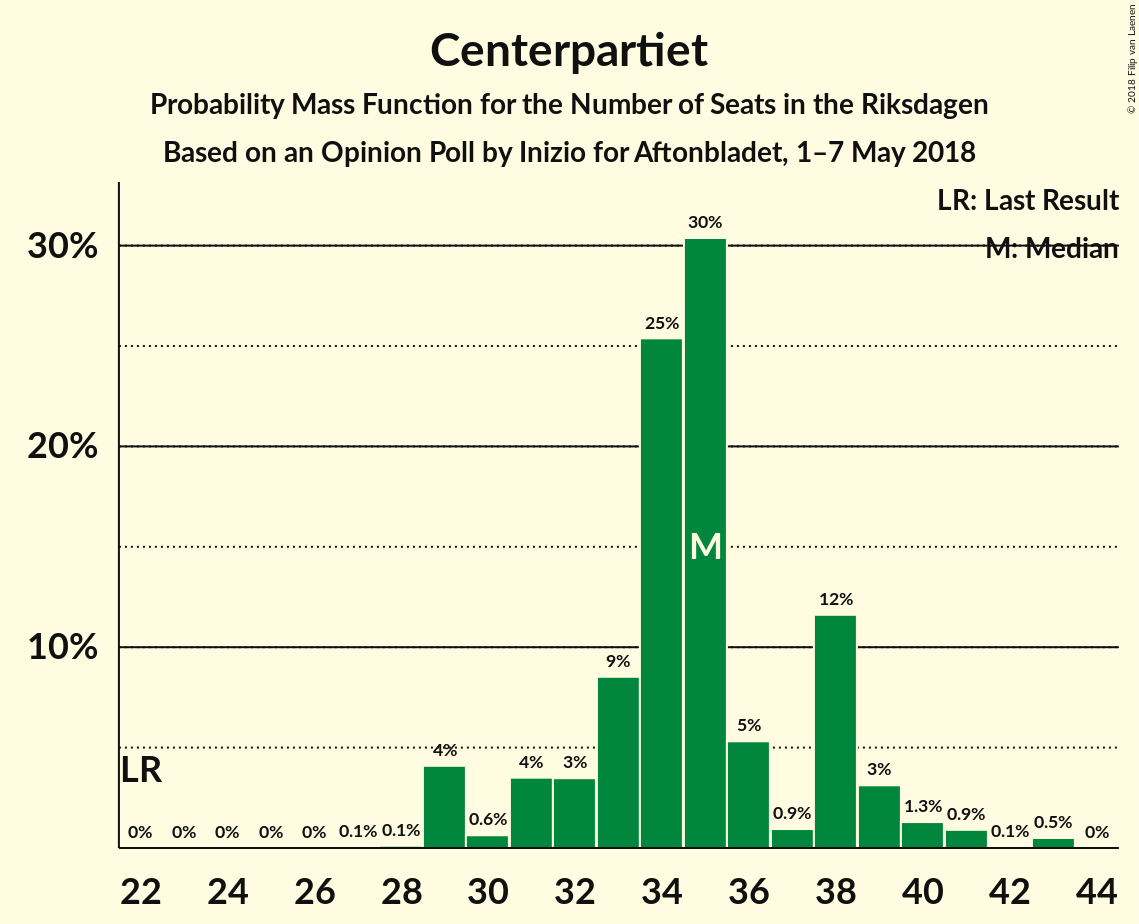 Centerpartiet
Probability Mass Function for the Number of Seats in the Riksdagen
Based on an Opinion Poll by Inizio for Aftonbladet, 1–7 May 2018
© 2018 Filip van Laenen
LR: Last Result
M: Median
30%
20%
10%
30%
25%
M
12%
9%
5%
LR
4%
4%
3%
3%
0%
0%
0%
0%
0%
0.1%
0.1%
0.6%
0.9%
1.3%
0.9%
0.1%
0.5%
0%
22 24 26 28 30 32 34 36 38 40 42 44